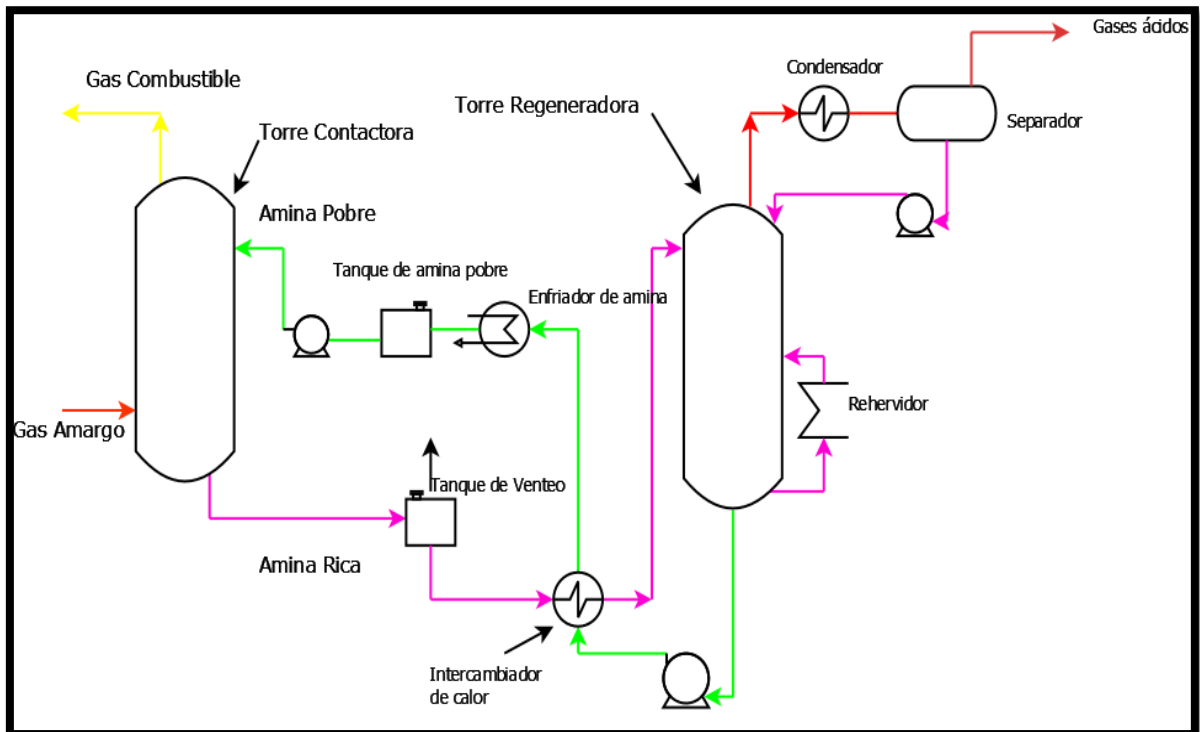 Gases ácidos
Gas Combustible
Condensador
Torre Regeneradora
Separador
Torre Contactora
Amina Pobre
Tanque de amina pobre
Enfriador de amina
Rehervidor
Gas Amargo
Tanque de Venteo
Amina Rica
Intercambiador
de calor